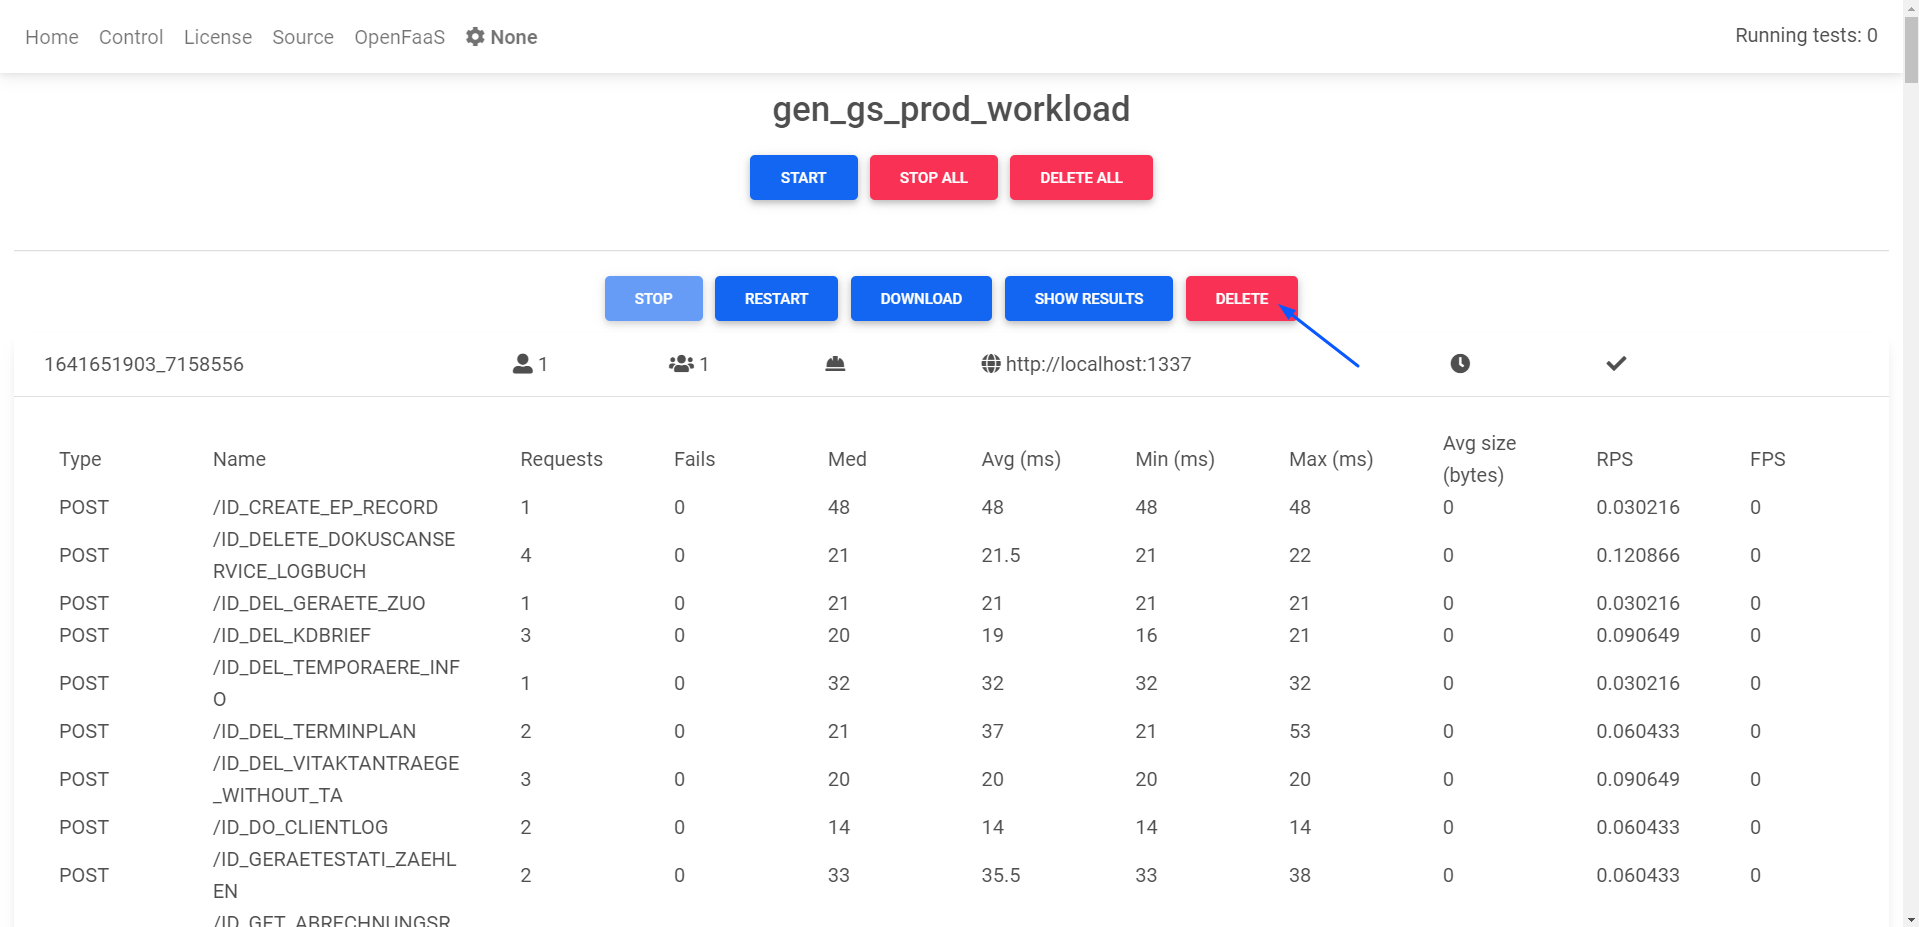 Home Control License Source OpenFaaS None Running tests: 0
gen_gs_prod_workload
START STOP ALL DELETE ALL
STOP RESTART DOWNLOAD SHOW RESULTS DELETE
1641651903_7158556 1 1 http://localhost:1337
Type Name Requests Fails Med Avg (ms) Min (ms) Max (ms) Avg size (bytes) RPS FPS
POST /ID_CREATE_EP_RECORD 1 0 48 48 48 48 0 0.030216 0
POST /ID_DELETE_DOKUSCANSE
RVICE_LOGBUCH 4 0 21 21.5 21 22 0 0.120866 0
POST /ID_DEL_GERAETE_ZUO 1 0 21 21 21 21 0 0.030216 0
POST /ID_DEL_KDBRIEF 3 0 20 19 16 21 0 0.090649 0
POST /ID_DEL_TEMPORAERE_INF
O 1 0 32 32 32 32 0 0.030216 0
POST /ID_DEL_TERMINPLAN 2 0 21 37 21 53 0 0.060433 0
POST /ID_DEL_VITAKTANTRAEGE
_WITHOUT_TA 3 0 20 20 20 20 0 0.090649 0
POST /ID_DO_CLIENTLOG 2 0 14 14 14 14 0 0.060433 0
POST /ID_GERAETESTATI_ZAEHL
EN 2 0 33 35.5 33 38 0 0.060433 0
/ID_GET_ABRECHNUNGSR